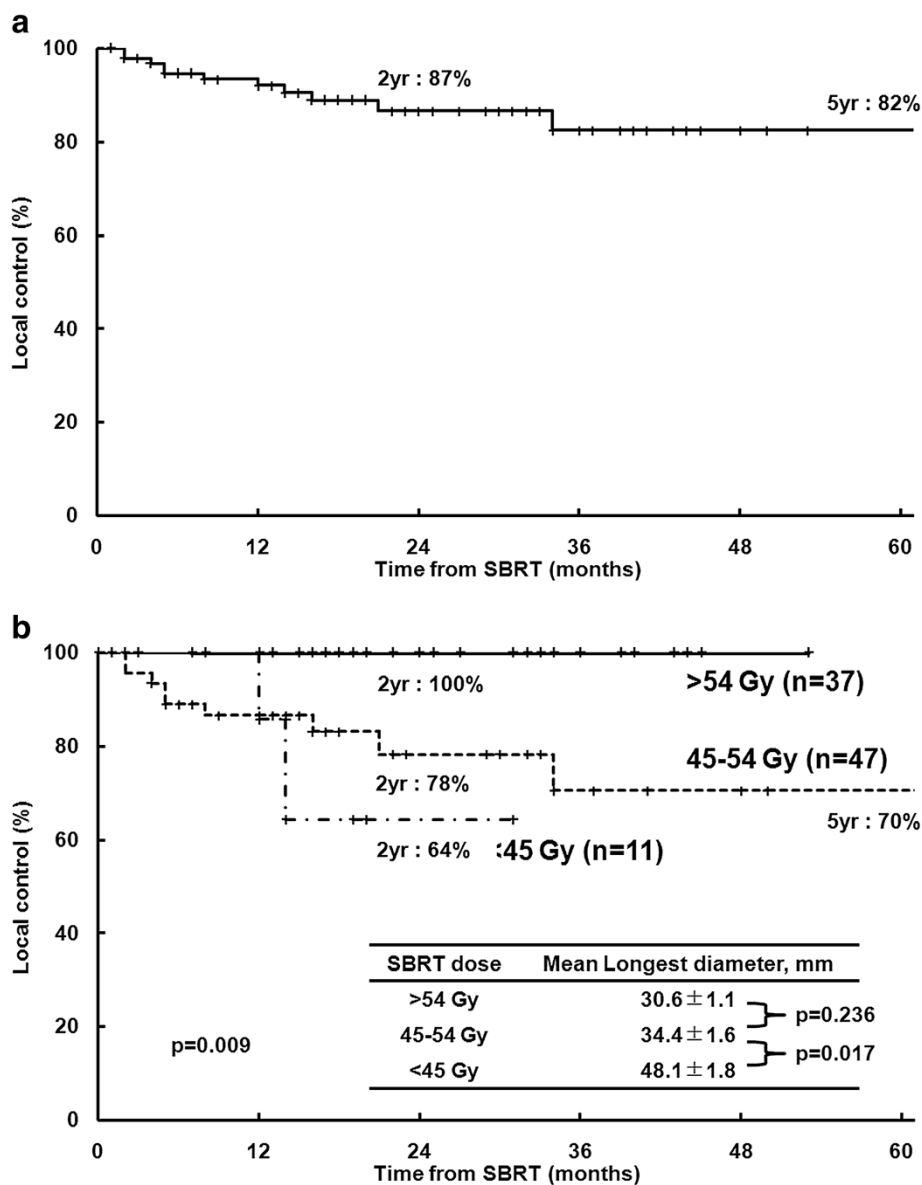 a
100
80
60
40
20
0
Local control (%)
2yr : 87%
5yr : 82%
0 12 24 36 48 60
Time from SBRT (months)
b
100
80
60
40
20
0
Local control (%)
2yr : 100%
>54 Gy (n=37)
45-54 Gy (n=47)
2yr : 78%
5yr : 70%
2yr : 64%
45 Gy (n=11)
SBRT dose Mean Longest diameter, mm
>54 Gy 30.6±1.1
p=0.236
45-54 Gy 34.4±1.6
p=0.017
<45 Gy 48.1±1.8
p=0.009
0 12 24 36 48 60
Time from SBRT (months)